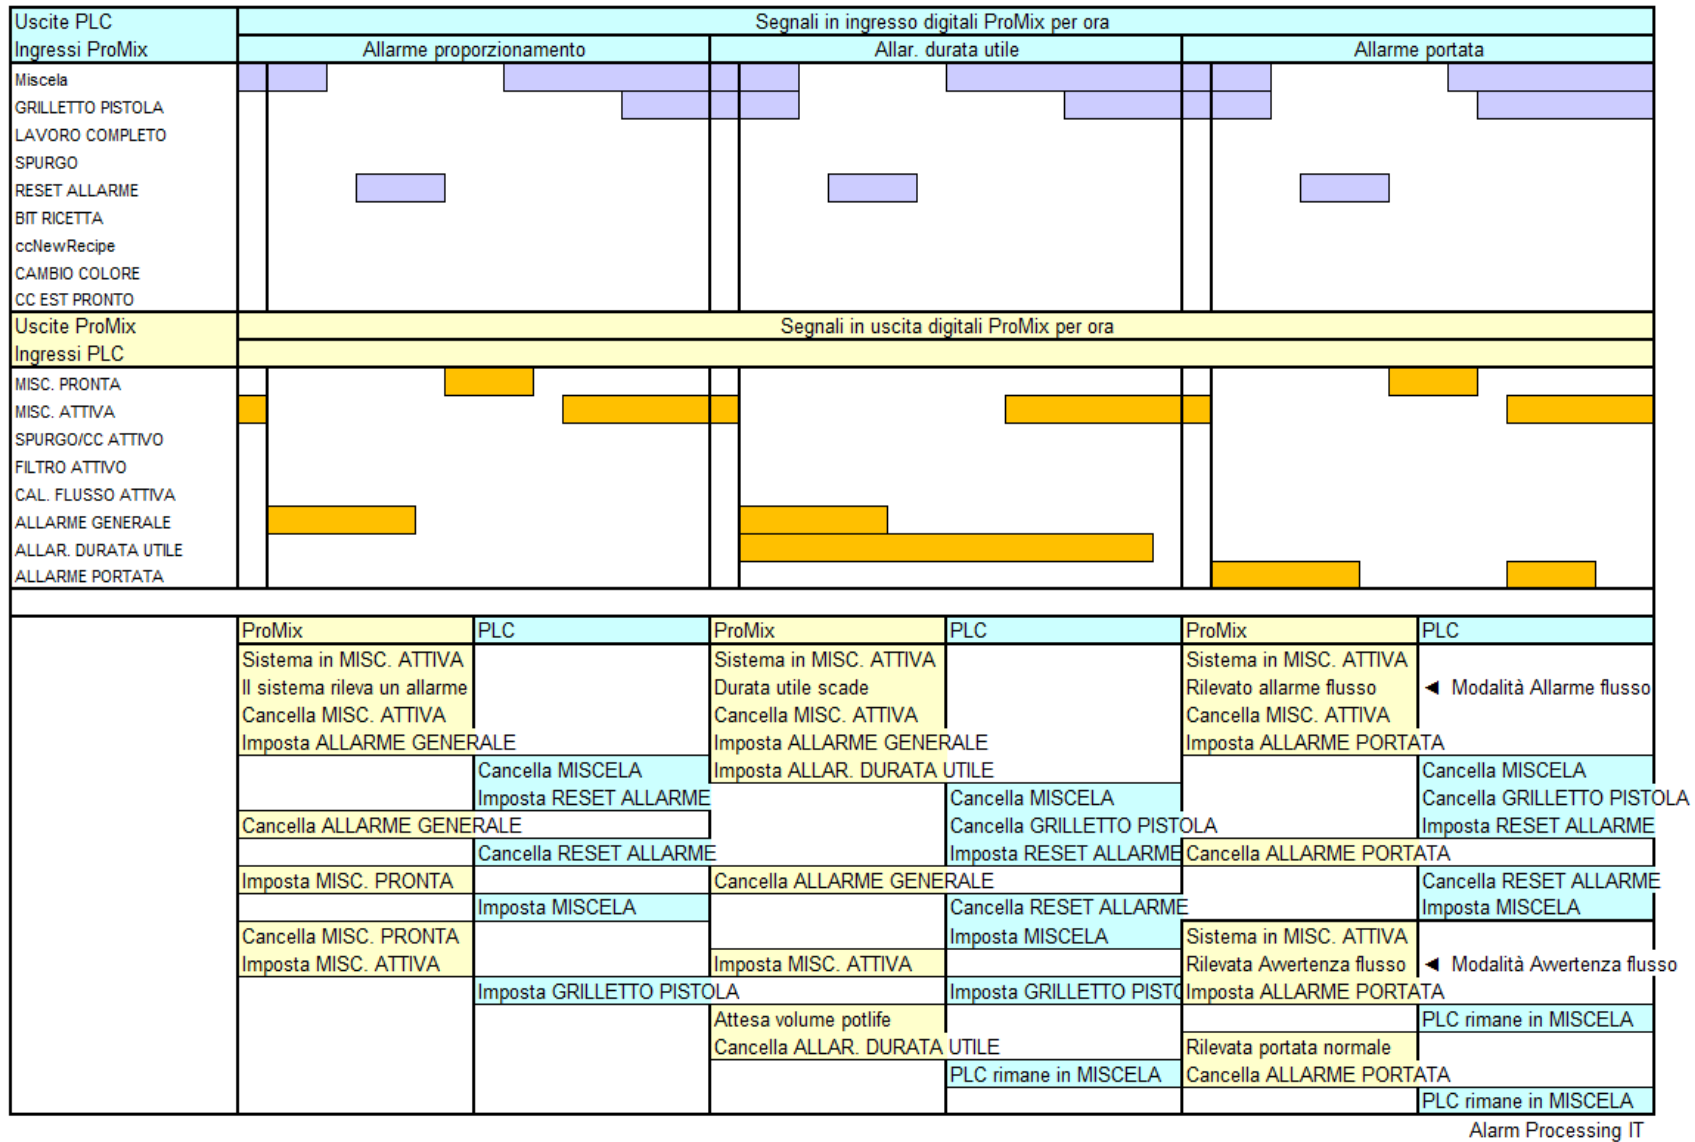 Uscite PLC
Segnali in ingresso digitali ProMix per ora
Ingressi ProMix
Allarme proporzionamento
Allar. durata utile
Allarme portata
Miscela
GRILLETTO PISTOLA
LAVORO COMPLETO
SPURGO
RESET ALLARME
BIT RICETTA
ccNewRecipe
CAMBIO COLORE
CC EST PRONTO
Uscite ProMix
Segnali in uscita digitali ProMix per ora
Ingressi PLC
MISC. PRONTA
MISC. ATTIVA
SPURGO/CC ATTIVO
FILTRO ATTIVO
CAL. FLUSSO ATTIVA
ALLARME GENERALE
ALLAR. DURATA UTILE
ALLARME PORTATA
ProMix
PLC
Sistema in MISC. ATTIVA
Il sistema rileva un allarme
Cancella MISC. ATTIVA
Imposta ALLARME GENERALE
Cancella MISCELA
Imposta RESET ALLARME
Cancella ALLARME GENERALE
Cancella RESET ALLARME
Imposta MISC. PRONTA
Imposta MISCELA
Cancella MISC. PRONTA
Imposta MISC. ATTIVA
Imposta GRILLETTO PISTOLA
ProMix
PLC
Sistema in MISC. ATTIVA
Durata utile scade
Cancella MISC. ATTIVA
Imposta ALLARME GENERALE
Imposta ALLAR. DURATA UTILE
Cancella MISCELA
Cancella GRILLETTO PISTOLA
Imposta RESET ALLARME
Cancella ALLARME GENERALE
Cancella RESET ALLARME
Imposta MISCELA
Imposta MISC. ATTIVA
Imposta GRILLETTO PISTO
Attesa volume potlife
Cancella ALLAR. DURATA UTILE
PLC rimane in MISCELA
ProMix
PLC
Sistema in MISC. ATTIVA
Rilevato allarme flusso
◄ Modalità Allarme flusso
Cancella MISC. ATTIVA
Imposta ALLARME PORTATA
Cancella MISCELA
Cancella GRILLETTO PISTOLA
Imposta RESET ALLARME
Cancella ALLARME PORTATA
Cancella RESET ALLARME
Imposta MISCELA
Sistema in MISC. ATTIVA
Rilevata Avvertenza flusso
◄ Modalità Avvertenza flusso
Imposta ALLARME PORTATA
PLC rimane in MISCELA
Rilevata portata normale
Cancella ALLARME PORTATA
PLC rimane in MISCELA
Alarm Processing IT